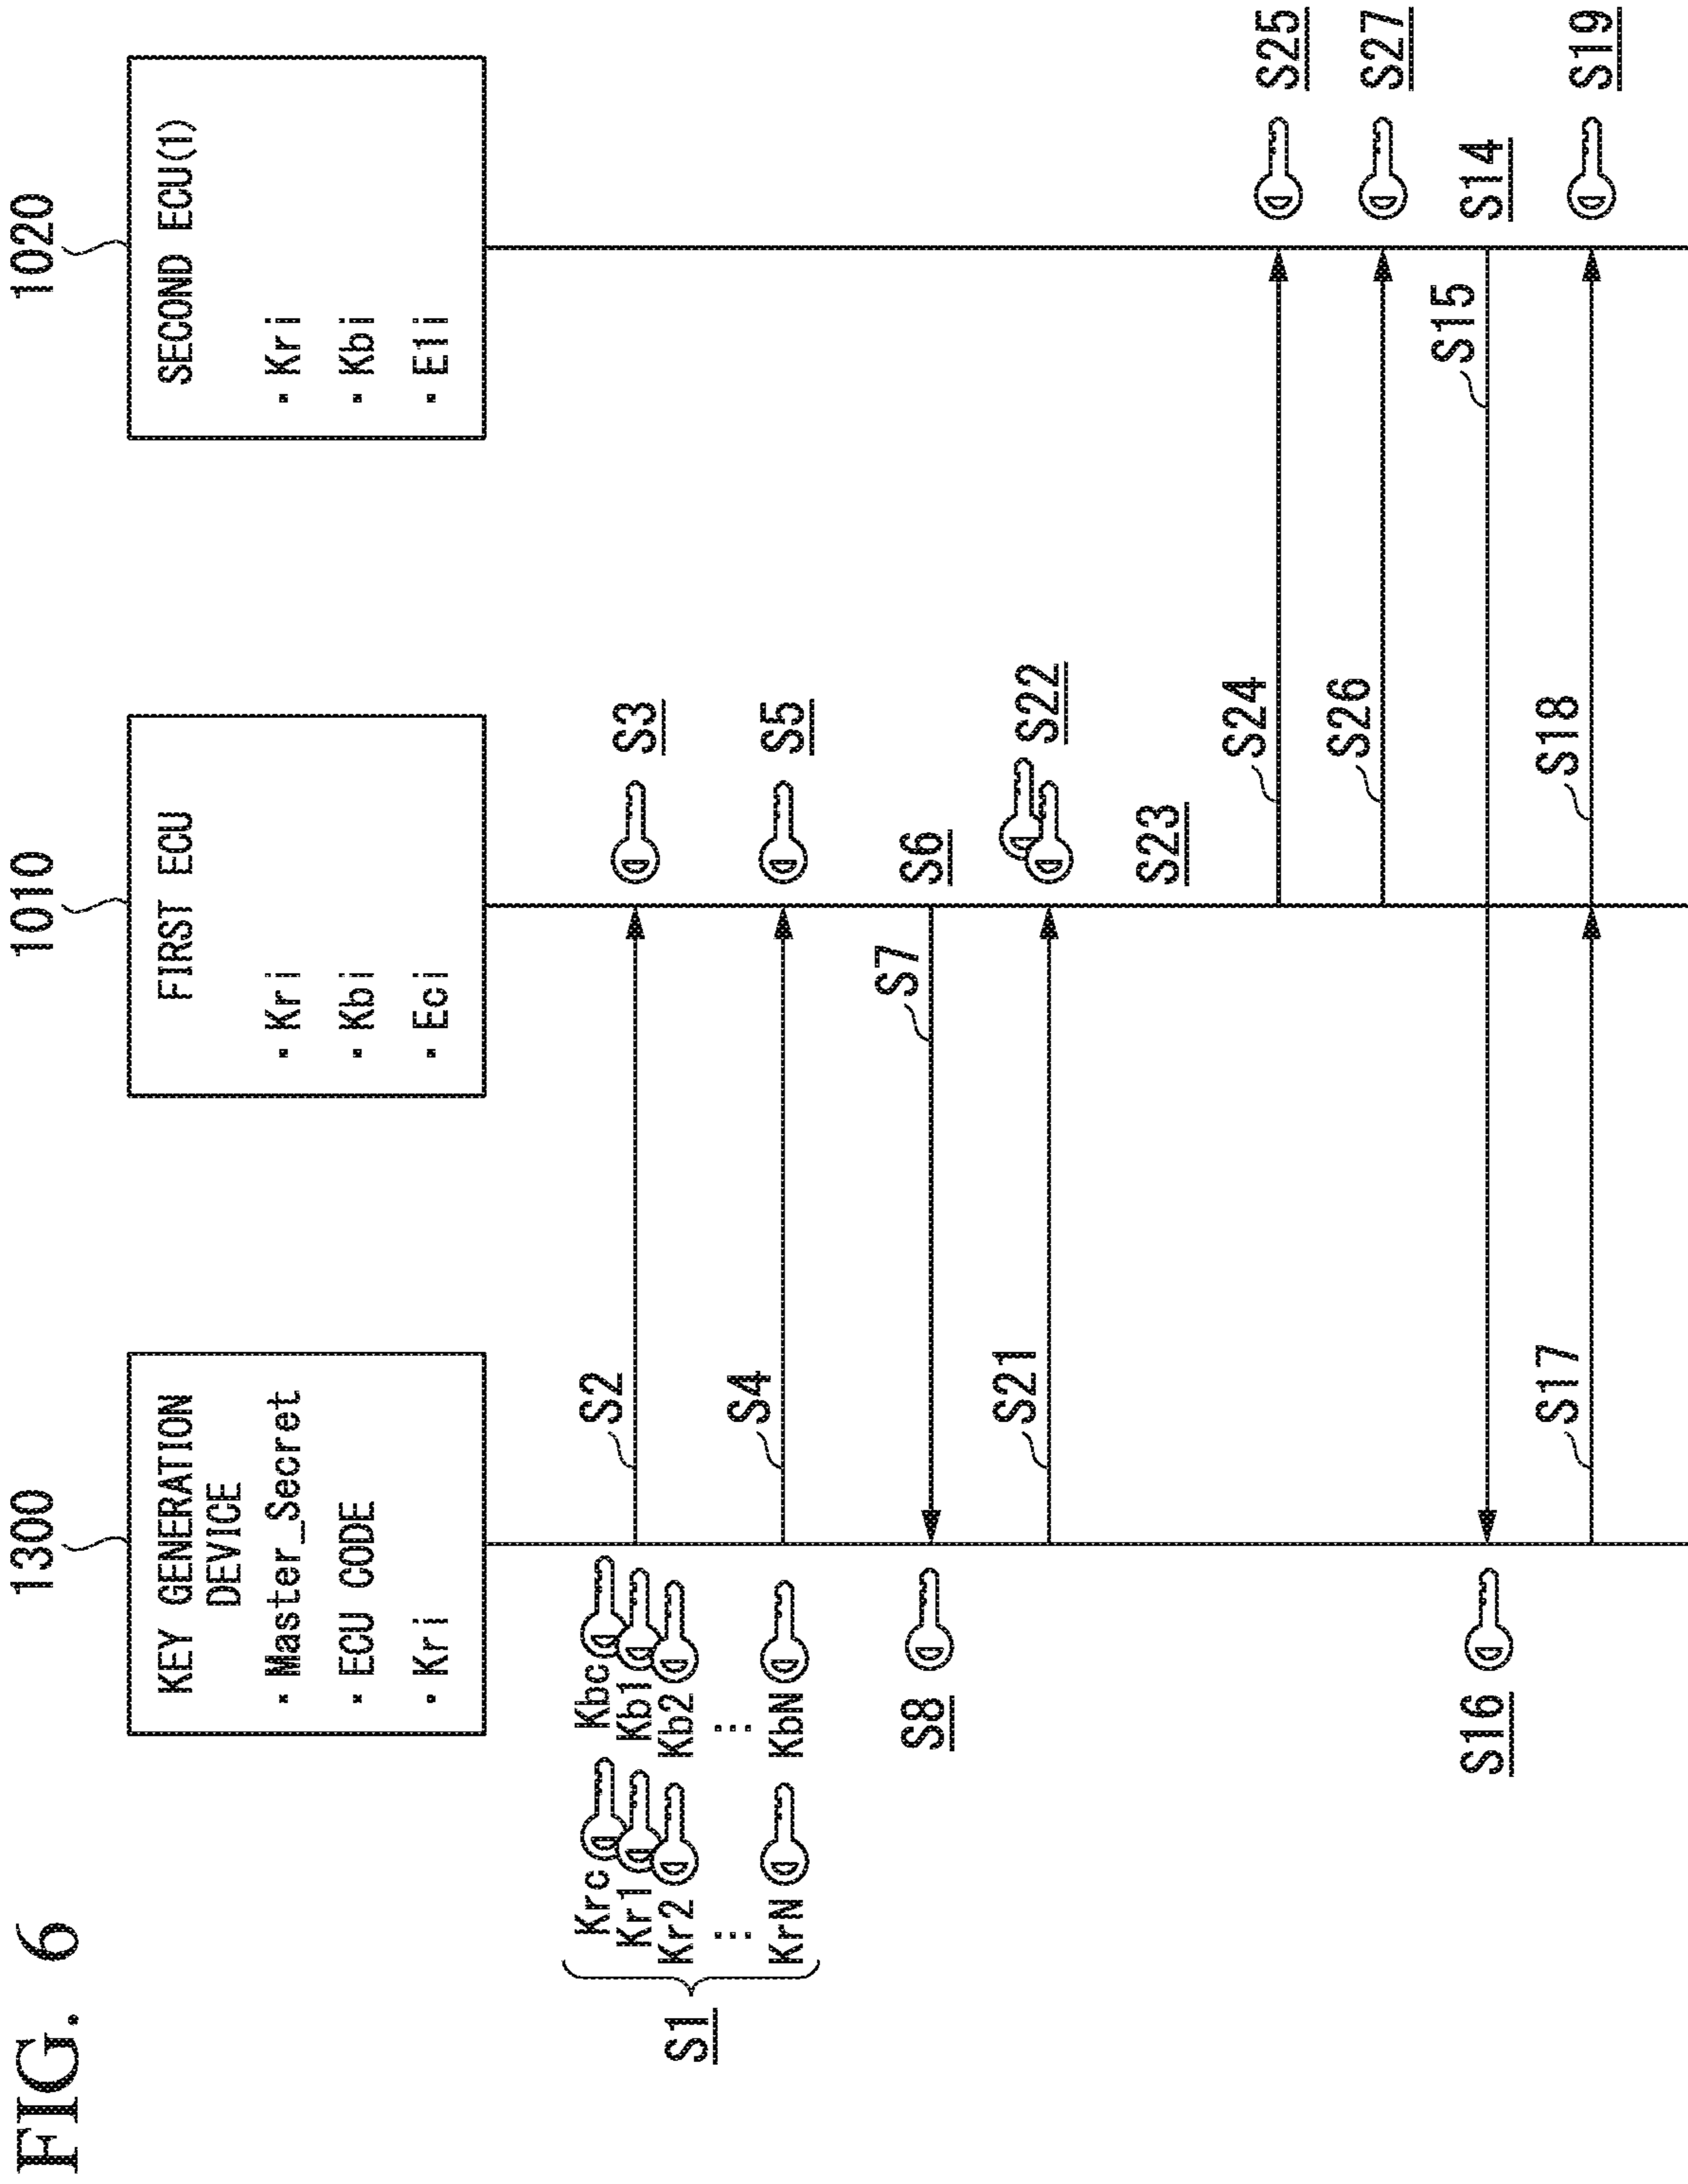 FIG. 6
1300
KEY GENERATION
DEVICE
· Master_Secret
· ECU CODE
· Kri
1010
FIRST ECU
· Kri
· Kbi
· Eci
1020
SECOND ECU(1)
· Kri
· Kbi
· E1i
S1
Krc
Kbc
Kr1
Kb1
Kr2
Kb2
⋮
⋮
KrN
KbN
S2
S3
S4
S5
S6
S7
S8
S21
S22
S23
S24
S25
S26
S27
S14
S15
S16
S17
S18
S19